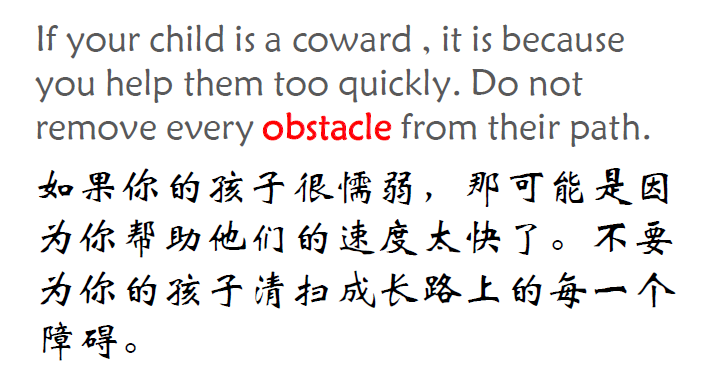 If your child is a coward , it is because
you help them too quickly. Do not
remove every obstacle from their path.
如果你的孩子很懦弱，那可能是因
为你帮助他们的速度太快了。不要
为你的孩子清扫成长路上的每一个
障碍。